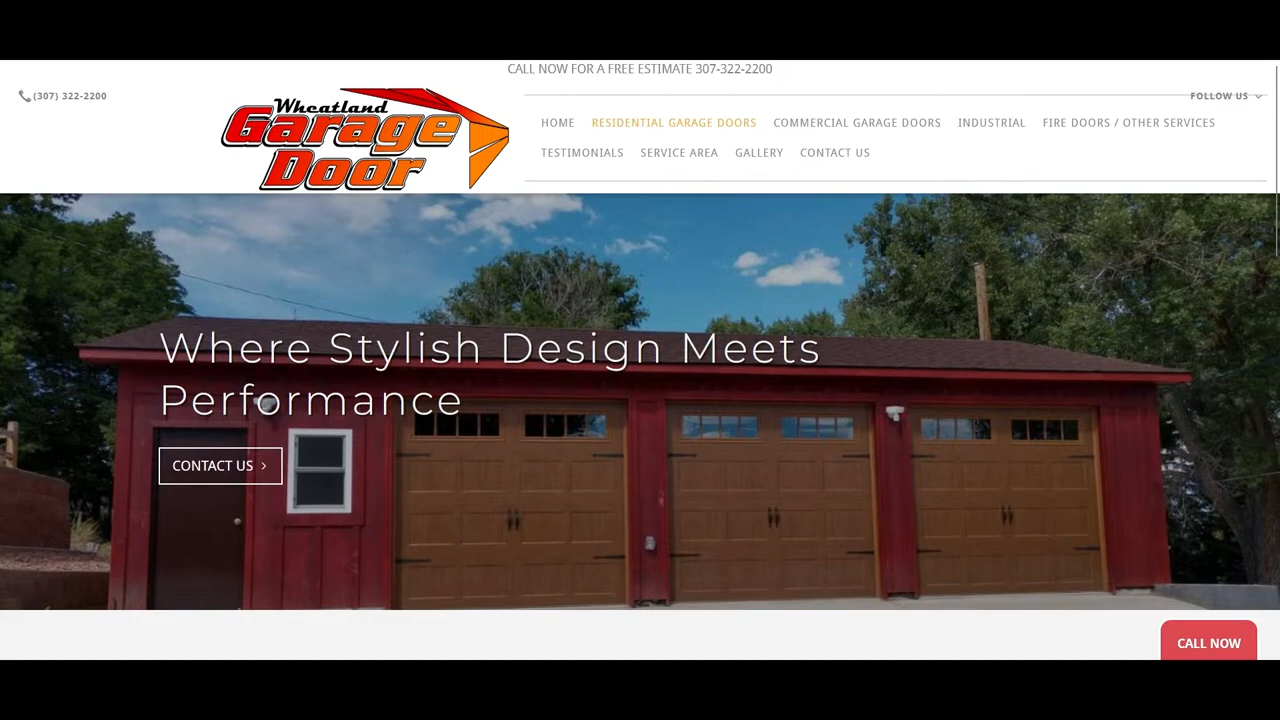 CALL NOW FOR A FREE ESTIMATE 307-322-2200
(307) 322-2200
FOLLOW US
Wheatland
Garage
Door
HOME RESIDENTIAL GARAGE DOORS COMMERCIAL GARAGE DOORS INDUSTRIAL FIRE DOORS / OTHER SERVICES
TESTIMONIALS SERVICE AREA GALLERY CONTACT US
Where Stylish Design Meets
Performance
CONTACT US
CALL NOW